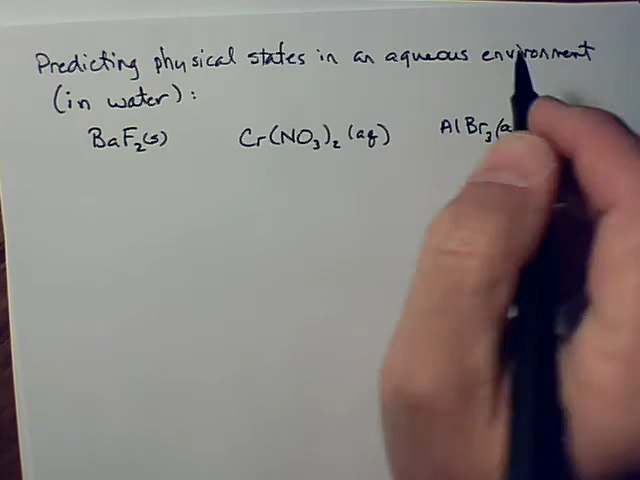 Predicting physical states in an aqueous environment
(in water):
BaF₂(s) Cr(NO₃)₂ (aq) AlBr₃(a